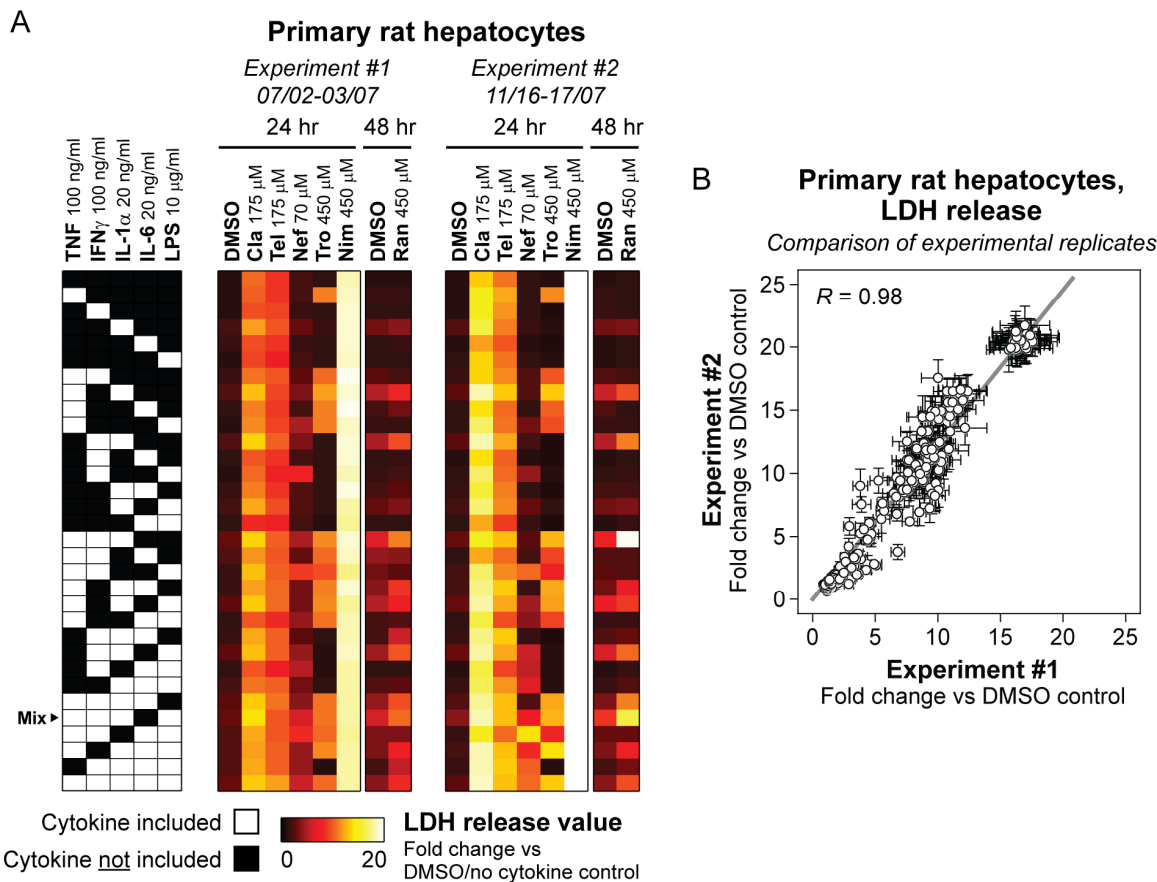 A
Primary rat hepatocytes
Experiment #1
07/02-03/07
24 hr
48 hr
Experiment #2
11/16-17/07
24 hr
48 hr
TNF 100 ng/ml
IFNγ 100 ng/ml
IL-1α 20 ng/ml
IL-6 20 ng/ml
LPS 10 μg/ml
DMSO
Cla 175 μM
Tel 175 μM
Nef 70 μM
Tro 450 μM
Nim 450 μM
DMSO
Ran 450 μM
DMSO
Cla 175 μM
Tel 175 μM
Nef 70 μM
Tro 450 μM
Nim 450 μM
DMSO
Ran 450 μM
Mix
Cytokine included
Cytokine not included
0
20
LDH release value
Fold change vs
DMSO/no cytokine control
B
Primary rat hepatocytes,
LDH release
Comparison of experimental replicates
R = 0.98
25
20
15
10
5
0
Experiment #2
Fold change vs DMSO control
0
5
10
15
20
25
Experiment #1
Fold change vs DMSO control